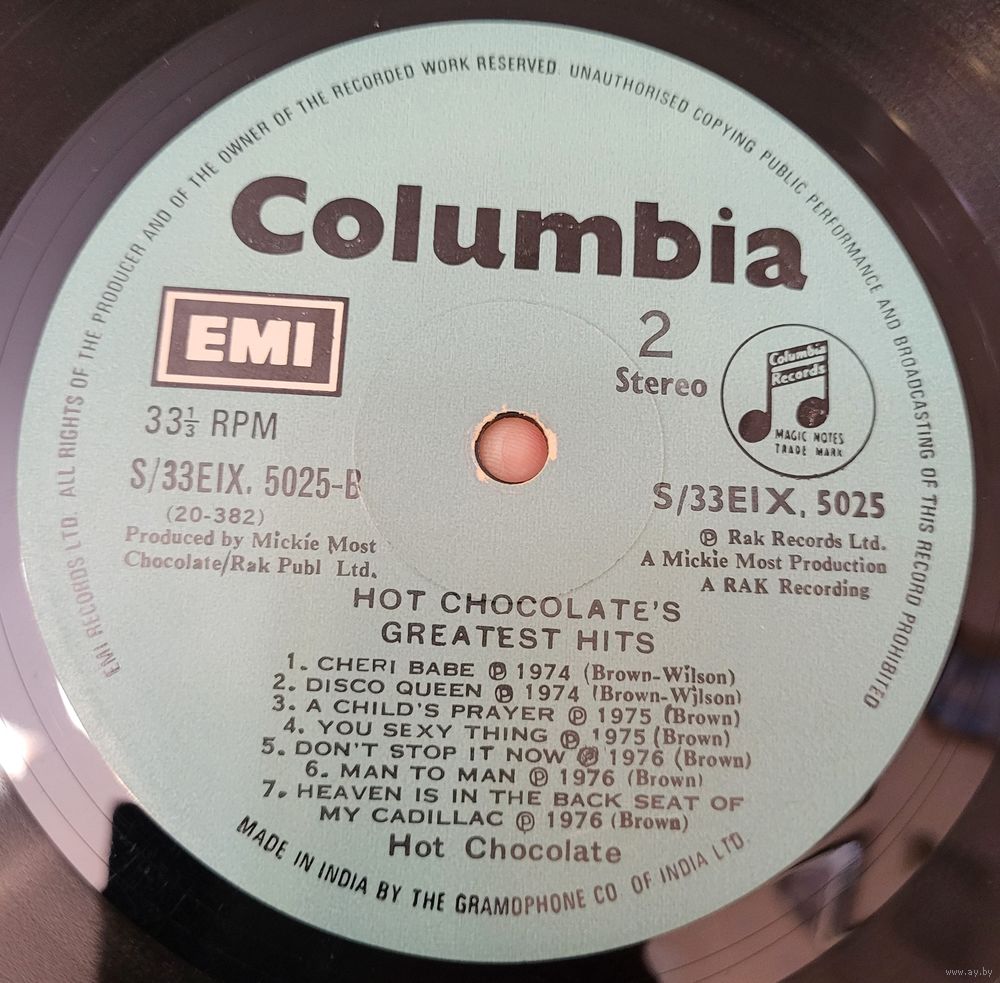 EMI RECORDS LTD. ALL RIGHTS OF THE PRODUCER AND OF THE OWNER OF THE RECORDED WORK RESERVED. UNAUTHORISED COPYING PUBLIC PERFORMANCE AND BROADCASTING OF THIS RECORD PROHIBITED
Columbia
EMI
2
Stereo
Columbia
Records
MAGIC NOTES
TRADE MARK
33⅓ RPM
S/33EIX. 5025-B
(20-382)
Produced by Mickie Most
Chocolate/Rak Publ Ltd.
S/33EIX. 5025
℗ Rak Records Ltd.
A Mickie Most Production
A RAK Recording
HOT CHOCOLATE'S
GREATEST HITS
1. CHERI BABE ℗ 1974 (Brown-Wilson)
2. DISCO QUEEN ℗ 1974 (Brown-Wilson)
3. A CHILD'S PRAYER ℗ 1975 (Brown)
4. YOU SEXY THING ℗ 1975 (Brown)
5. DON'T STOP IT NOW ℗ 1976 (Brown)
6. MAN TO MAN ℗ 1976 (Brown)
7. HEAVEN IS IN THE BACK SEAT OF
MY CADILLAC ℗ 1976 (Brown)
Hot Chocolate
MADE IN INDIA BY THE GRAMOPHONE CO. OF INDIA LTD.
www.ay.by